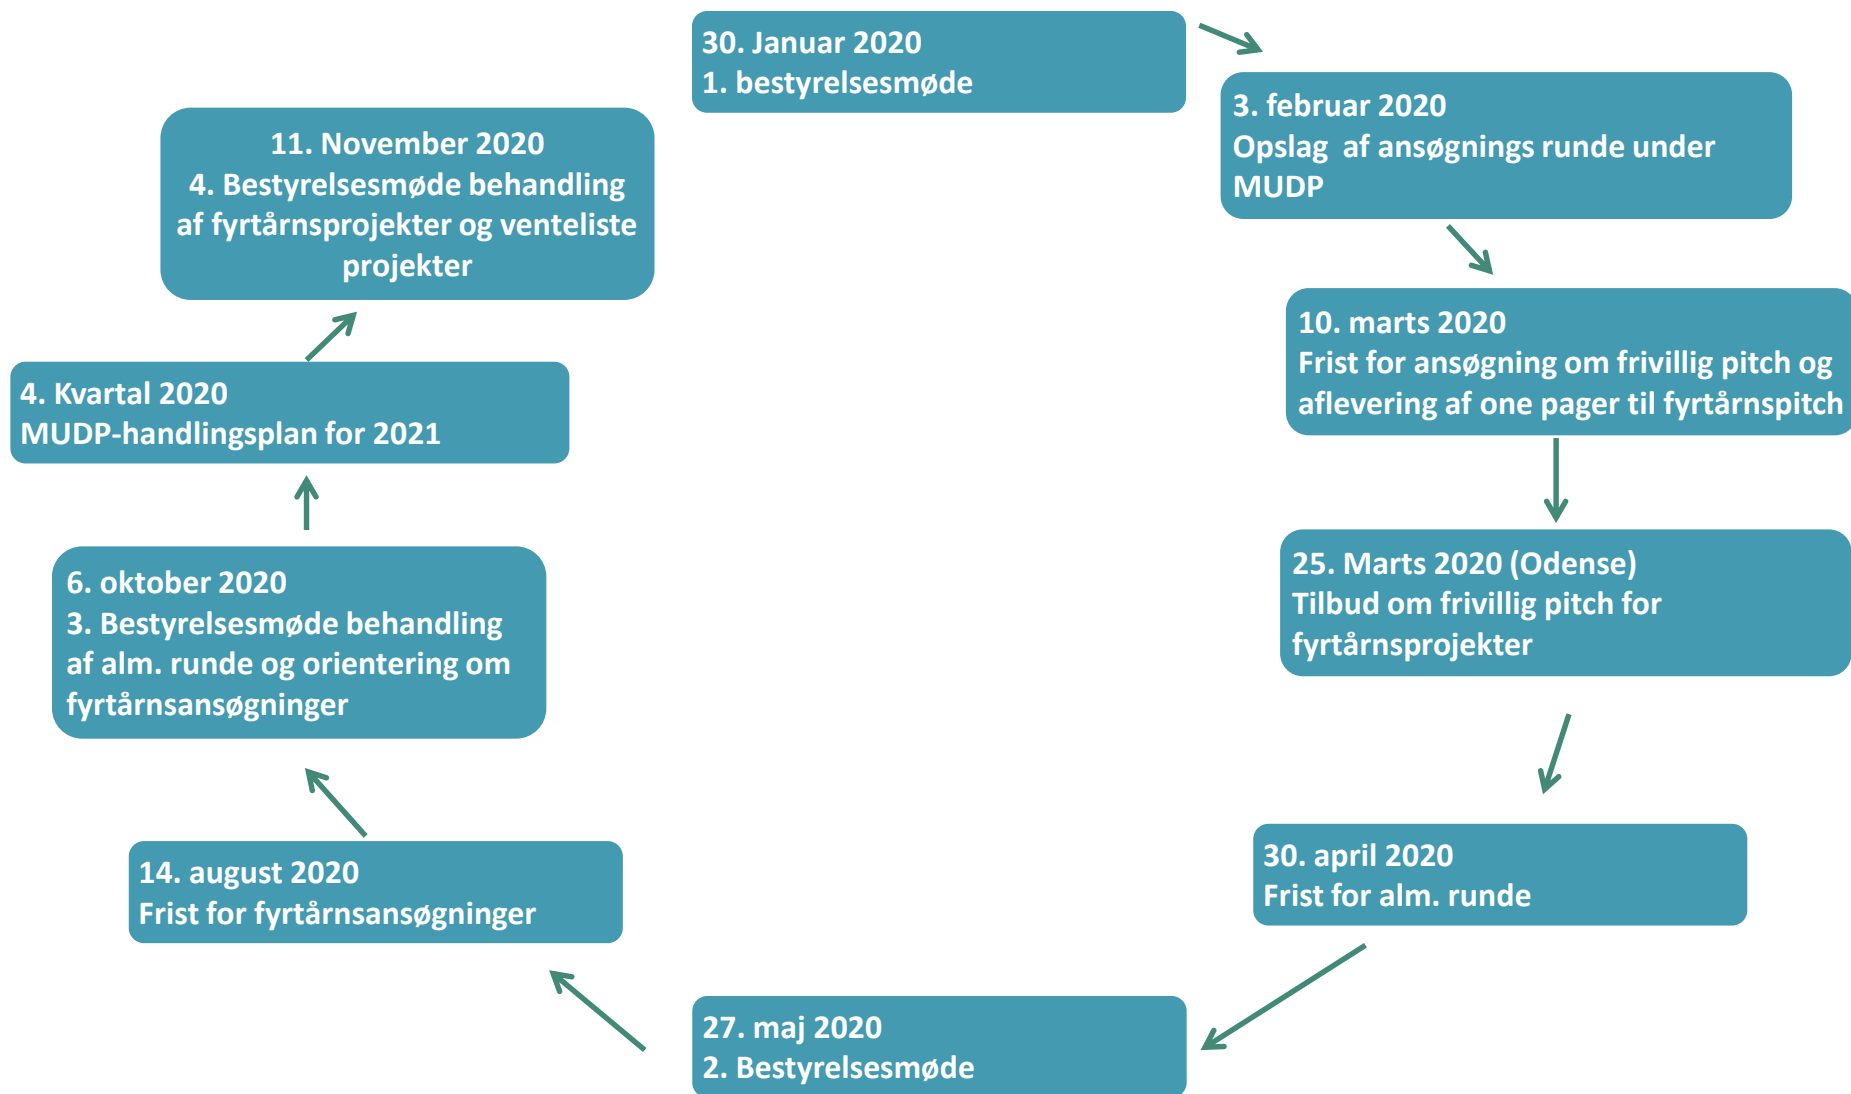 30. Januar 2020
1. bestyrelsesmøde
3. februar 2020
Opslag  af ansøgnings runde under
MUDP
10. marts 2020
Frist for ansøgning om frivillig pitch og
aflevering af one pager til fyrtårnspitch
25. Marts 2020 (Odense)
Tilbud om frivillig pitch for
fyrtårnsprojekter
30. april 2020
Frist for alm. runde
27. maj 2020
2. Bestyrelsesmøde
14. august 2020
Frist for fyrtårnsansøgninger
6. oktober 2020
3. Bestyrelsesmøde behandling
af alm. runde og orientering om
fyrtårnsansøgninger
4. Kvartal 2020
MUDP-handlingsplan for 2021
11. November 2020
4. Bestyrelsesmøde behandling
af fyrtårnsprojekter og venteliste
projekter